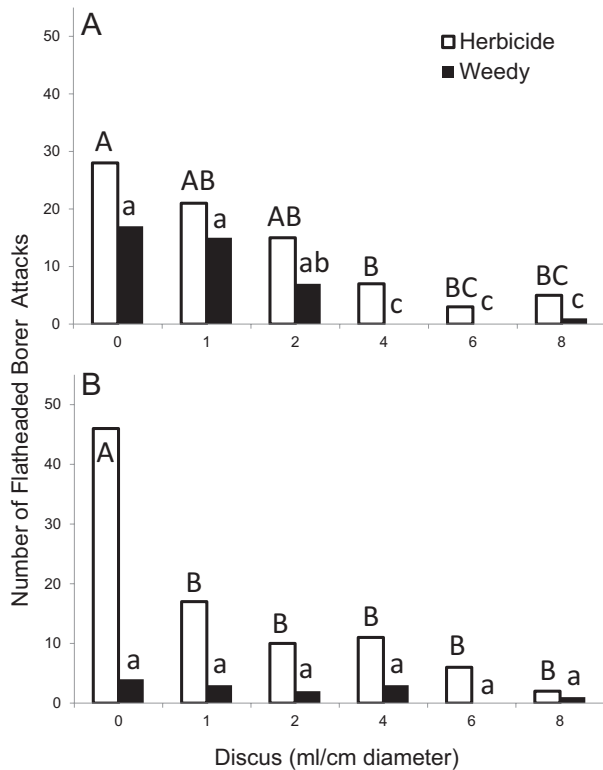 A
50
40
30
20
10
0
Herbicide
Weedy
A a AB a AB ab B c BC c BC c
0 1 2 4 6 8
B
50
40
30
20
10
0
A a B a B a B a B a B a
0 1 2 4 6 8
Number of Flatheaded Borer Attacks
Discus (ml/cm diameter)